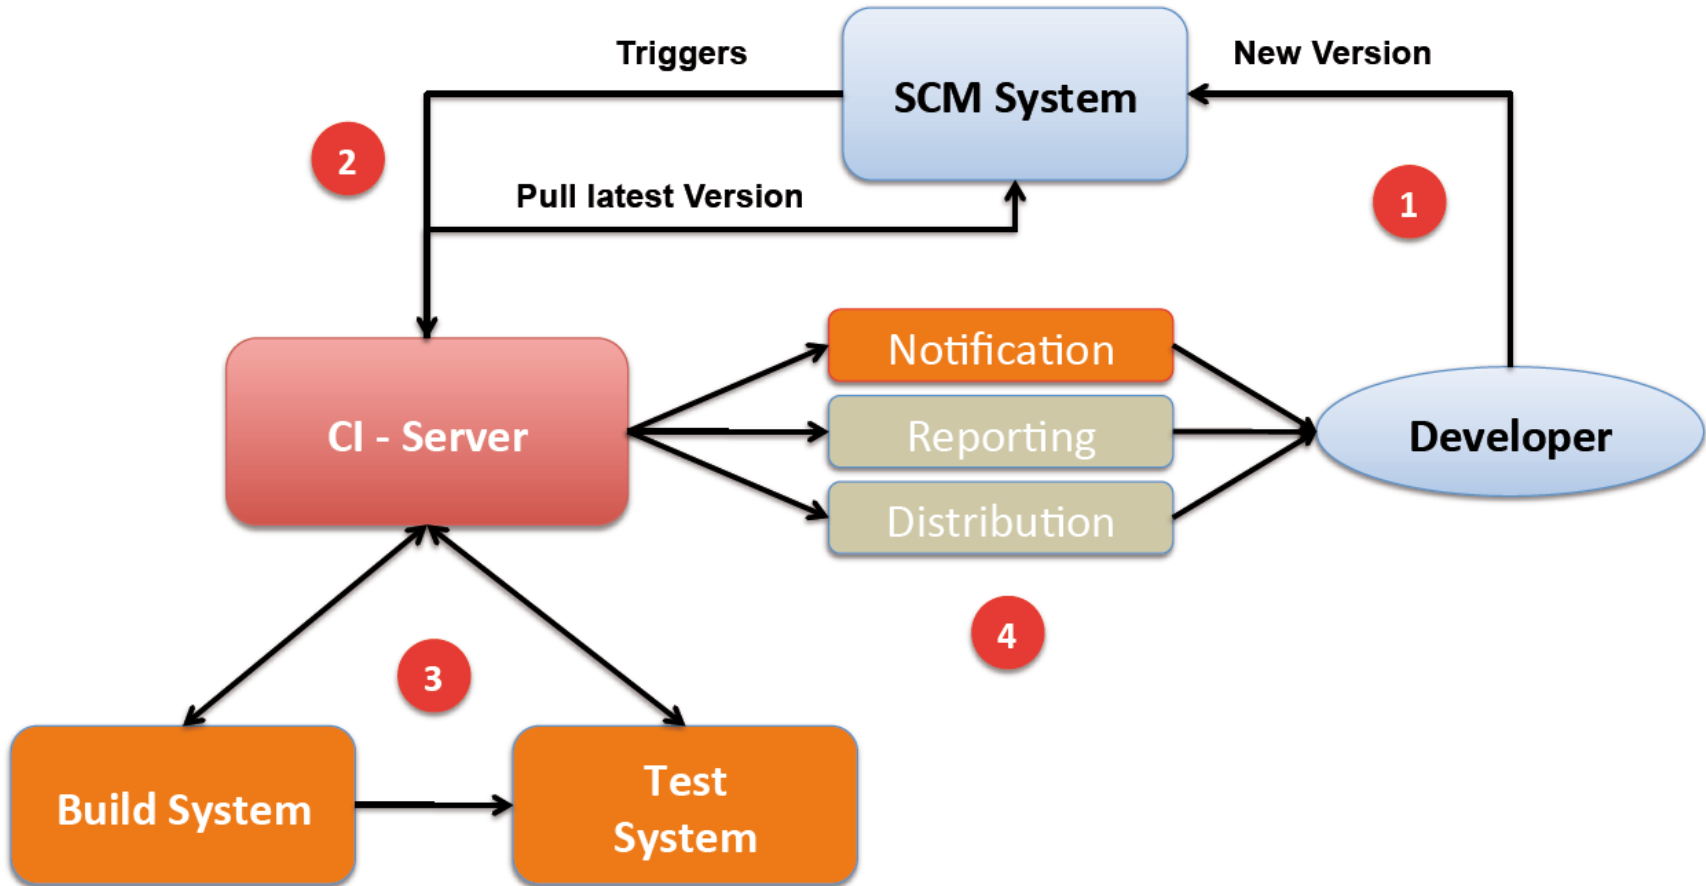 Triggers
SCM System
New Version
2
Pull latest Version
1
Notification
CI - Server
Reporting
Developer
Distribution
4
3
Build System
Test
System